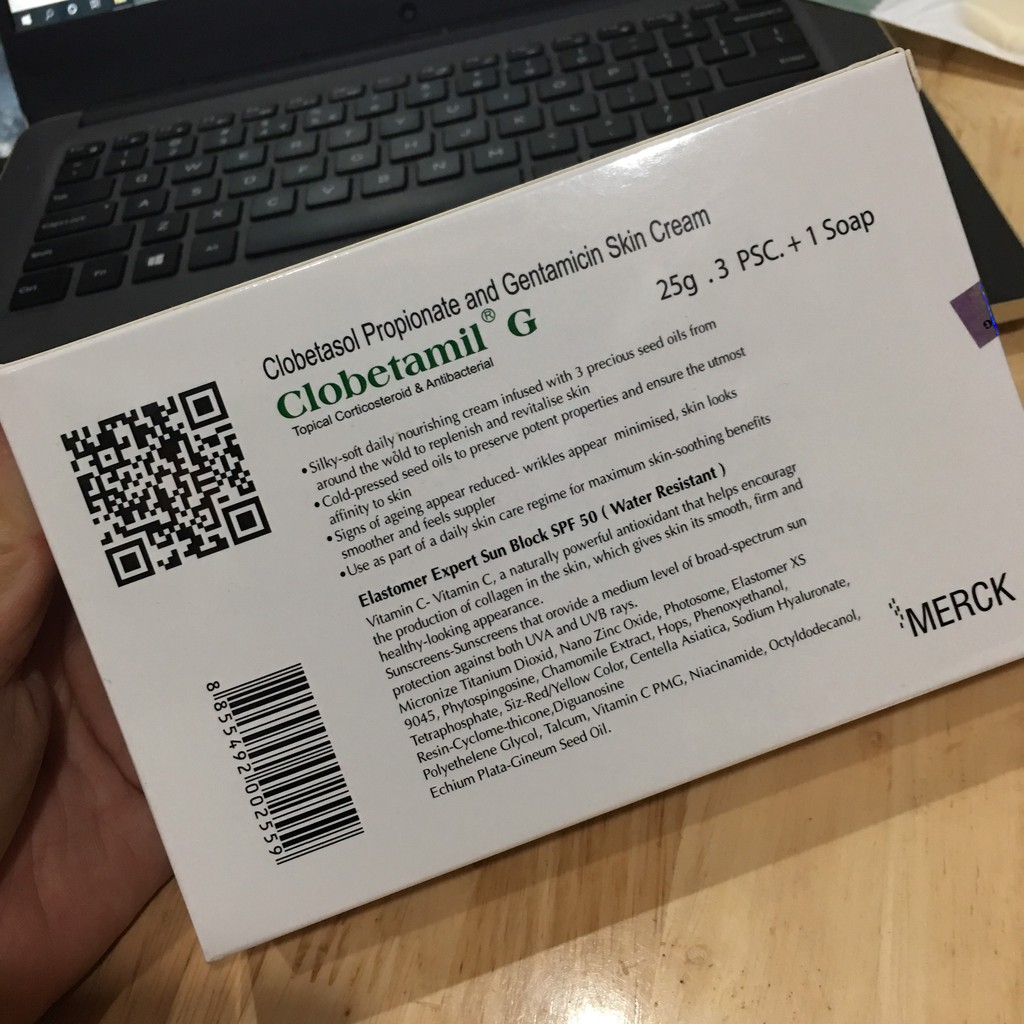 Clobetasol Propionate and Gentamicin Skin Cream
Clobetamil® G
25g .3 PSC. + 1 Soap
Topical Corticosteroid & Antibacterial
• Silky-soft daily nourishing cream infused with 3 precious seed oils from
around the wold to replenish and revitalise skin
• Cold-pressed seed oils to preserve potent properties and ensure the utmost
affinity to skin
• Signs of ageing appear reduced- wrikles appear minimised, skin looks
smoother and feels suppler
• Use as part of a daily skin care regime for maximum skin-soothing benefits
Elastomer Expert Sun Block SPF 50 ( Water Resistant )
Vitamin C- Vitamin C, a naturally powerful antioxidant that helps encouragr
the production of collagen in the skin, which gives skin its smooth, firm and
healthy-looking appearance.
Sunscreens-Sunscreens that orovide a medium level of broad-spectrum sun
protection against both UVA and UVB rays.
Micronize Titanium Dioxid, Nano Zinc Oxide, Photosome, Elastomer XS
9045, Phytospingosine, Chamomile Extract, Hops, Phenoxyethanol,
Tetraphosphate, Siz-Red/Yellow Color, Centella Asiatica, Sodium Hyaluronate,
Resin-Cyclome-thicone,Diguanosine
Polyethelene Glycol, Talcum, Vitamin C PMG, Niacinamide, Octyldodecanol,
Echium Plata-Gineum Seed Oil.
MERCK
8 855492 002559